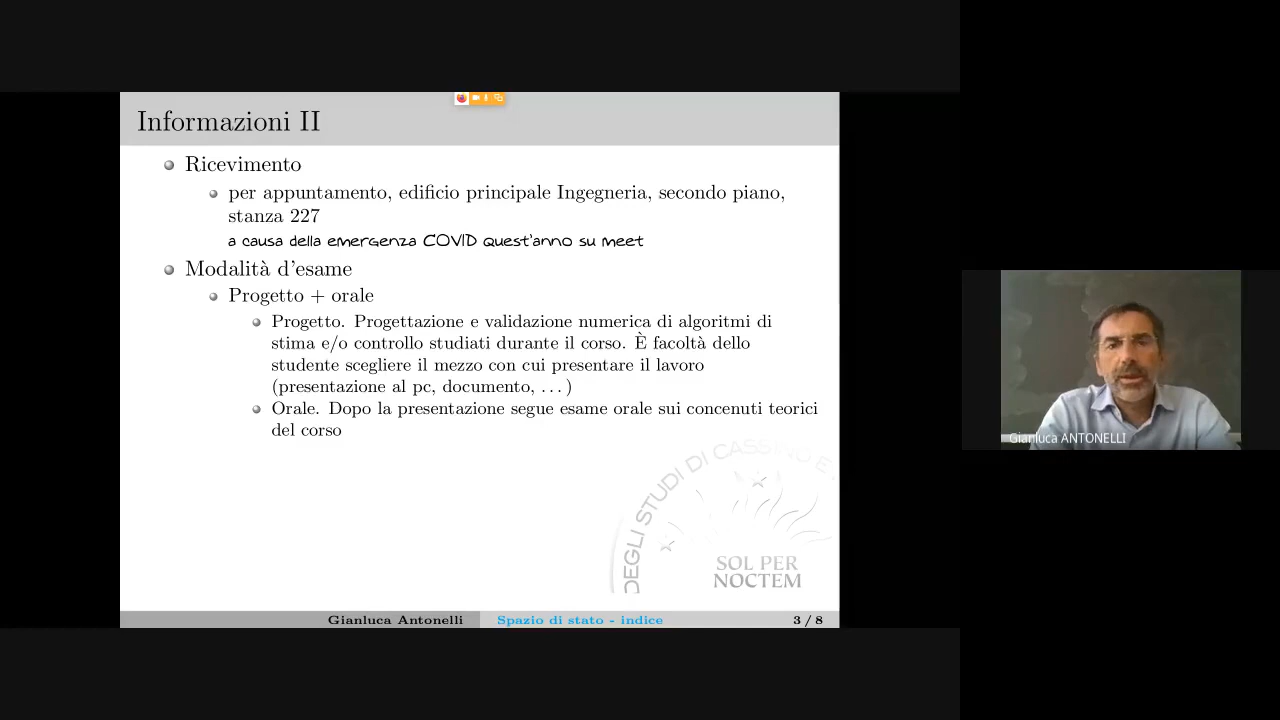 Informazioni II
Ricevimento
per appuntamento, edificio principale Ingegneria, secondo piano,
stanza 227
a causa della emergenza COVID quest'anno su meet
Modalità d'esame
Progetto + orale
Progetto. Progettazione e validazione numerica di algoritmi di
stima e/o controllo studiati durante il corso. È facoltà dello
studente scegliere il mezzo con cui presentare il lavoro
(presentazione al pc, documento, ...)
Orale. Dopo la presentazione segue esame orale sui concenuti teorici
del corso
DEGLI STUDI DI CASSINO E
SOL PER
NOCTEM
Gianluca Antonelli
Spazio di stato - indice
3 / 8
Gianluca ANTONELLI